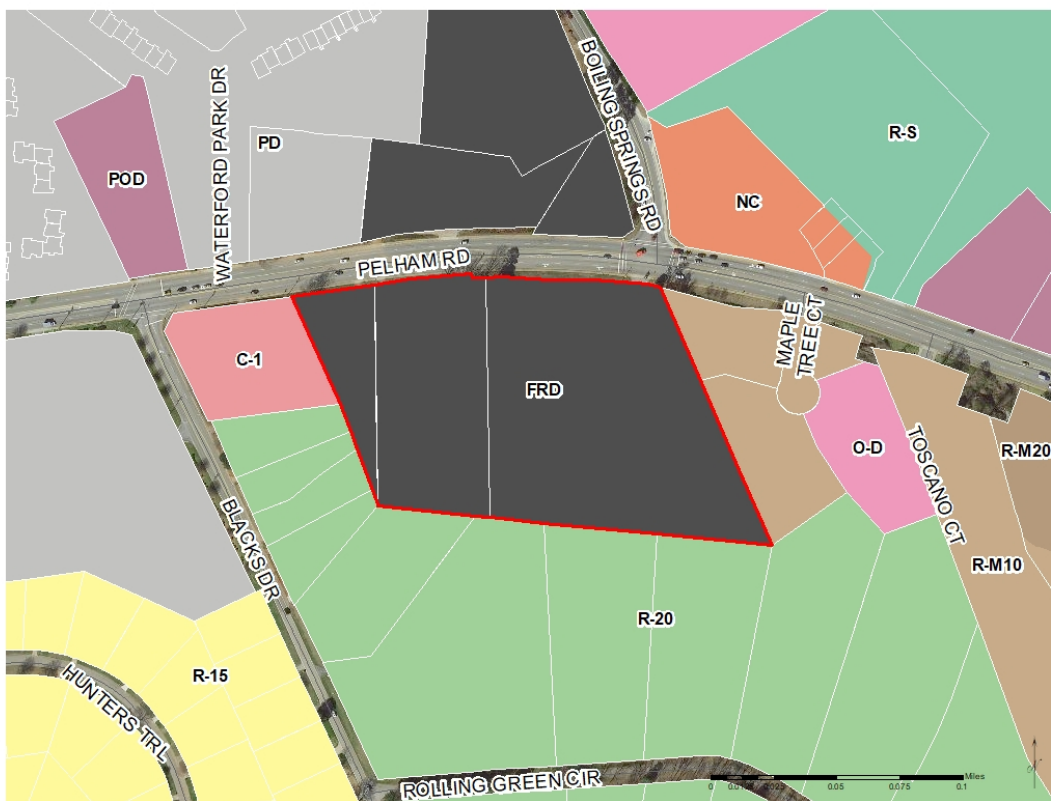 BOILING SPRINGS RD
WATERFORD PARK DR
R-S
PD
POD
NC
PELHAM RD
MAPLE
TREE CT
C-1
FRD
O-D
TOSCANO CT
R-M20
BLACKS DR
R-M10
R-20
R-15
HUNTERS TRL
ROLLING GREEN CIR
Miles
0
0.025
0.05
0.1